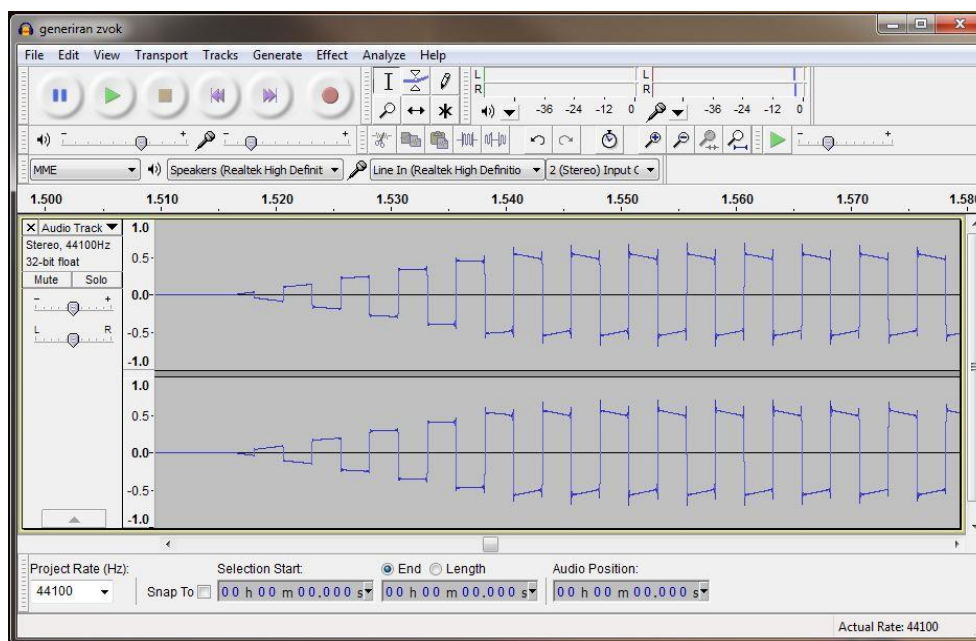 generiran zvok
File Edit View Transport Tracks Generate Effect Analyze Help
L
R
-36 -24 -12 0
L
R
-36 -24 -12 0
- +
- +
MME
Speakers (Realtek High Definit
Line In (Realtek High Definitio
2 (Stereo) Input C
1.500 1.510 1.520 1.530 1.540 1.550 1.560 1.570 1.580
X Audio Track
Stereo, 44100Hz
32-bit float
Mute Solo
- +
L R
1.0
0.5
0.0
-0.5
-1.0
1.0
0.5
0.0
-0.5
-1.0
Project Rate (Hz): Selection Start: End Length Audio Position:
44100 Snap To 00 h 00 m 00.000 s 00 h 00 m 00.000 s 00 h 00 m 00.000 s
Actual Rate: 44100